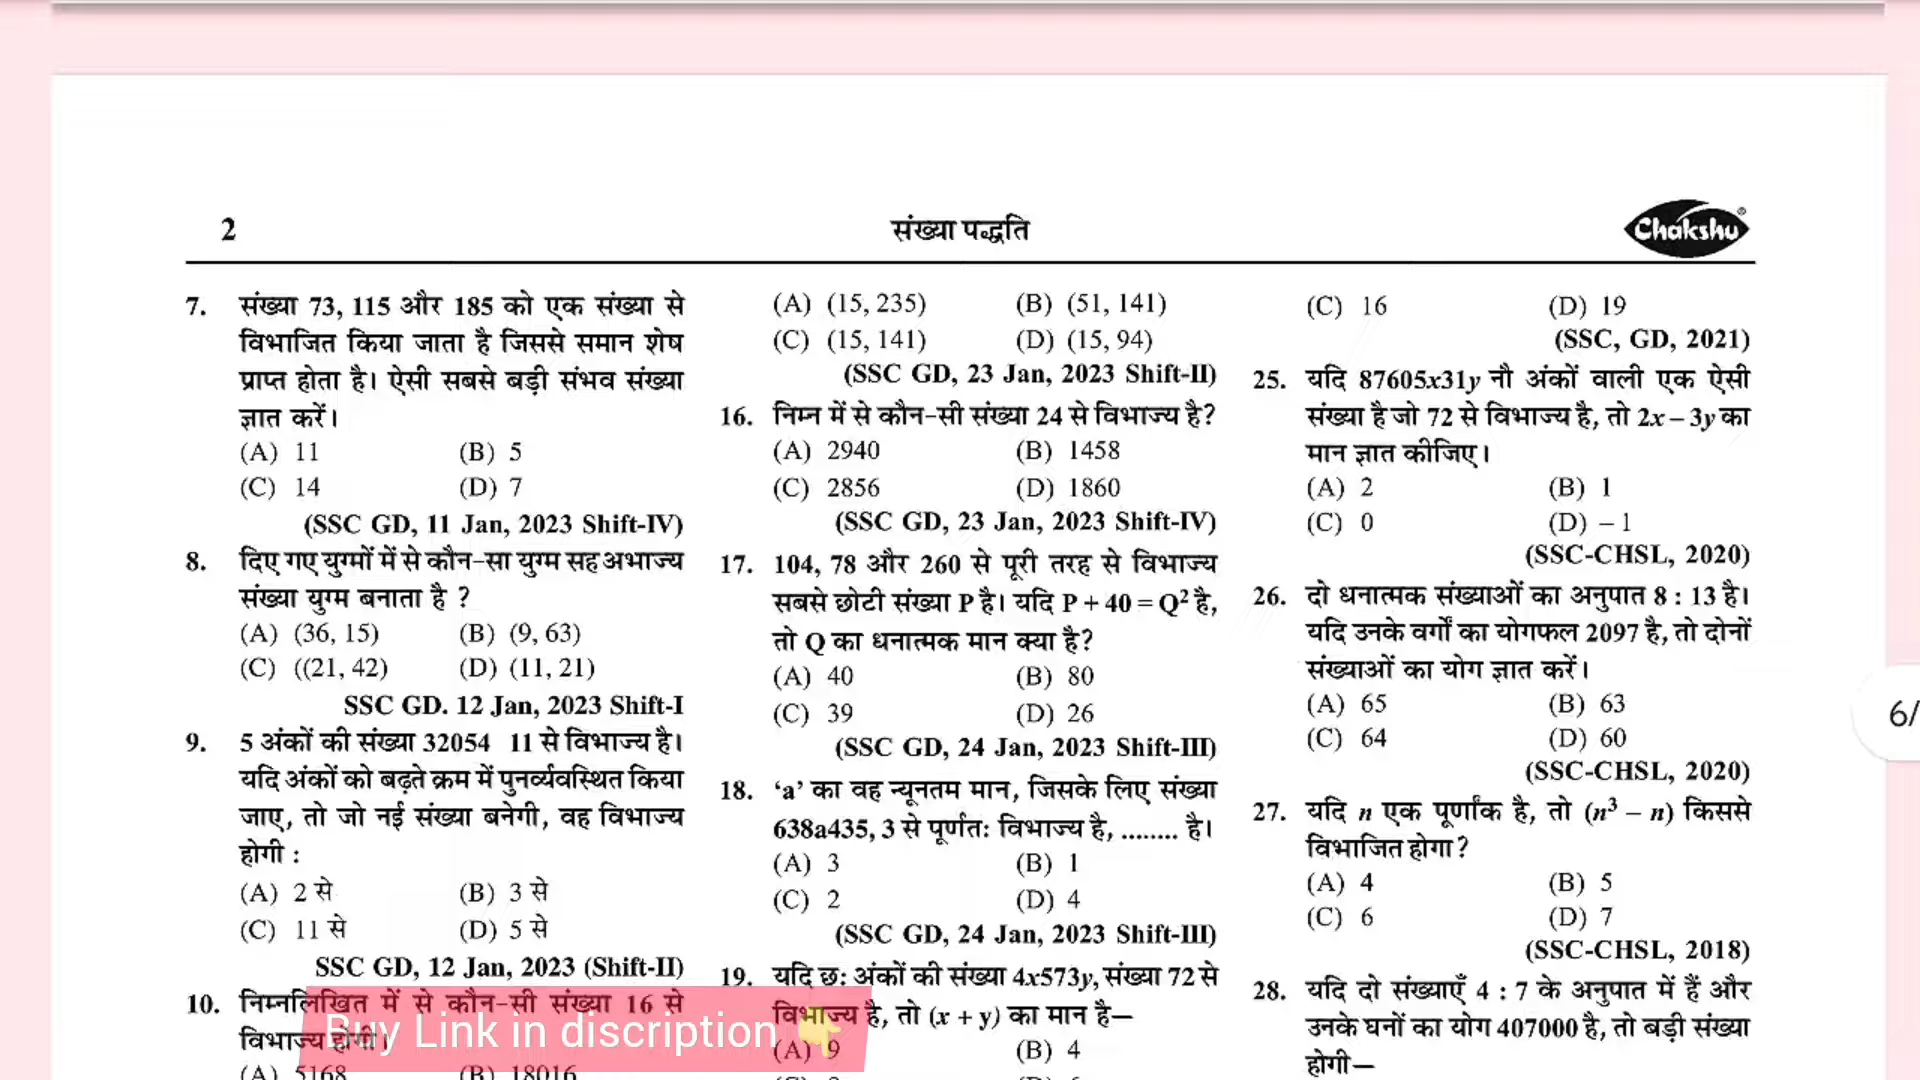 2
संख्या पद्धति
Chakshu®
7. संख्या 73, 115 और 185 को एक संख्या से
विभाजित किया जाता है जिससे समान शेष
प्राप्त होता है। ऐसी सबसे बड़ी संभव संख्या
ज्ञात करें।
(A) 11 (B) 5
(C) 14 (D) 7
(SSC GD, 11 Jan, 2023 Shift-IV)
8. दिए गए युग्मों में से कौन-सा युग्म सह अभाज्य
संख्या युग्म बनाता है ?
(A) (36, 15) (B) (9, 63)
(C) ((21, 42) (D) (11, 21)
SSC GD. 12 Jan, 2023 Shift-I
9. 5 अंकों की संख्या 32054 11 से विभाज्य है।
यदि अंकों को बढ़ते क्रम में पुनर्व्यवस्थित किया
जाए, तो जो नई संख्या बनेगी, वह विभाज्य
होगी :
(A) 2 से (B) 3 से
(C) 11 से (D) 5 से
SSC GD, 12 Jan, 2023 (Shift-II)
10. निम्नलिखित में से कौन-सी संख्या 16 से
विभाज्य होगी।
(A) 5168 (B) 18016
(A) (15, 235) (B) (51, 141)
(C) (15, 141) (D) (15, 94)
(SSC GD, 23 Jan, 2023 Shift-II)
16. निम्न में से कौन-सी संख्या 24 से विभाज्य है?
(A) 2940 (B) 1458
(C) 2856 (D) 1860
(SSC GD, 23 Jan, 2023 Shift-IV)
17. 104, 78 और 260 से पूरी तरह से विभाज्य
सबसे छोटी संख्या P है। यदि P + 40 = Q² है,
तो Q का धनात्मक मान क्या है?
(A) 40 (B) 80
(C) 39 (D) 26
(SSC GD, 24 Jan, 2023 Shift-III)
18. ‘a’ का वह न्यूनतम मान, जिसके लिए संख्या
638a435, 3 से पूर्णतः विभाज्य है, ........ है।
(A) 3 (B) 1
(C) 2 (D) 4
(SSC GD, 24 Jan, 2023 Shift-III)
19. यदि छः अंकों की संख्या 4x573y, संख्या 72 से
विभाज्य है, तो (x + y) का मान है—
(A) 9 (B) 4
(C) 16 (D) 19
(SSC, GD, 2021)
25. यदि 87605x31y नौ अंकों वाली एक ऐसी
संख्या है जो 72 से विभाज्य है, तो 2x – 3y का
मान ज्ञात कीजिए।
(A) 2 (B) 1
(C) 0 (D) – 1
(SSC-CHSL, 2020)
26. दो धनात्मक संख्याओं का अनुपात 8 : 13 है।
यदि उनके वर्गों का योगफल 2097 है, तो दोनों
संख्याओं का योग ज्ञात करें।
(A) 65 (B) 63
(C) 64 (D) 60
(SSC-CHSL, 2020)
27. यदि n एक पूर्णांक है, तो (n³ – n) किससे
विभाजित होगा?
(A) 4 (B) 5
(C) 6 (D) 7
(SSC-CHSL, 2018)
28. यदि दो संख्याएँ 4 : 7 के अनुपात में हैं और
उनके घनों का योग 407000 है, तो बड़ी संख्या
होगी—
6/
Buy Link in discription 👇